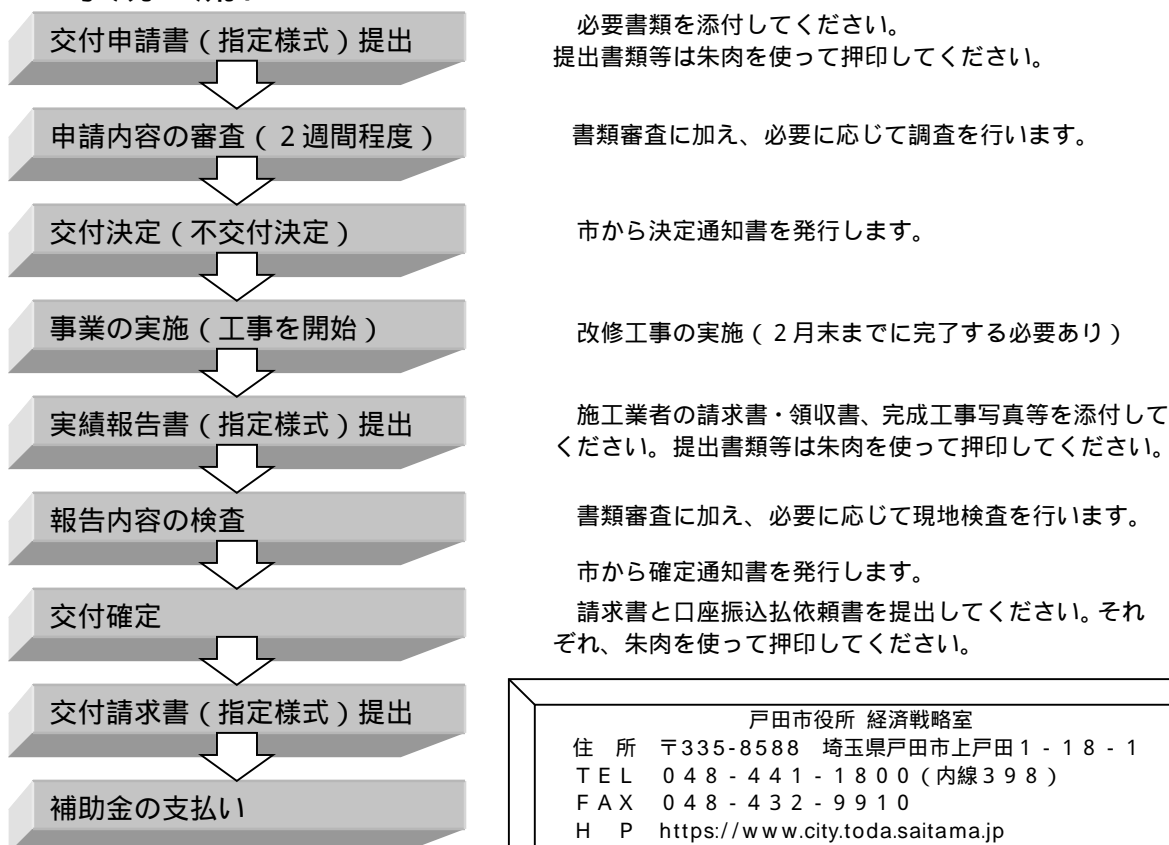 交付申請書（指定様式）提出
必要書類を添付してください。
提出書類等は朱肉を使って押印してください。
申請内容の審査（２週間程度）
書類審査に加え、必要に応じて調査を行います。
交付決定（不交付決定）
市から決定通知書を発行します。
事業の実施（工事を開始）
改修工事の実施（２月末までに完了する必要あり）
実績報告書（指定様式）提出
施工業者の請求書・領収書、完成工事写真等を添付して
ください。提出書類等は朱肉を使って押印してください。
報告内容の検査
書類審査に加え、必要に応じて現地検査を行います。
交付確定
市から確定通知書を発行します。
請求書と口座振込払依頼書を提出してください。それ
ぞれ、朱肉を使って押印してください。
交付請求書（指定様式）提出
補助金の支払い
戸田市役所 経済戦略室
住　所　〒335-8588　埼玉県戸田市上戸田１‐１８‐１
ＴＥＬ　０４８‐４４１‐１８００（内線３９８）
ＦＡＸ　０４８‐４３２‐９９１０
Ｈ　Ｐ　https://www.city.toda.saitama.jp